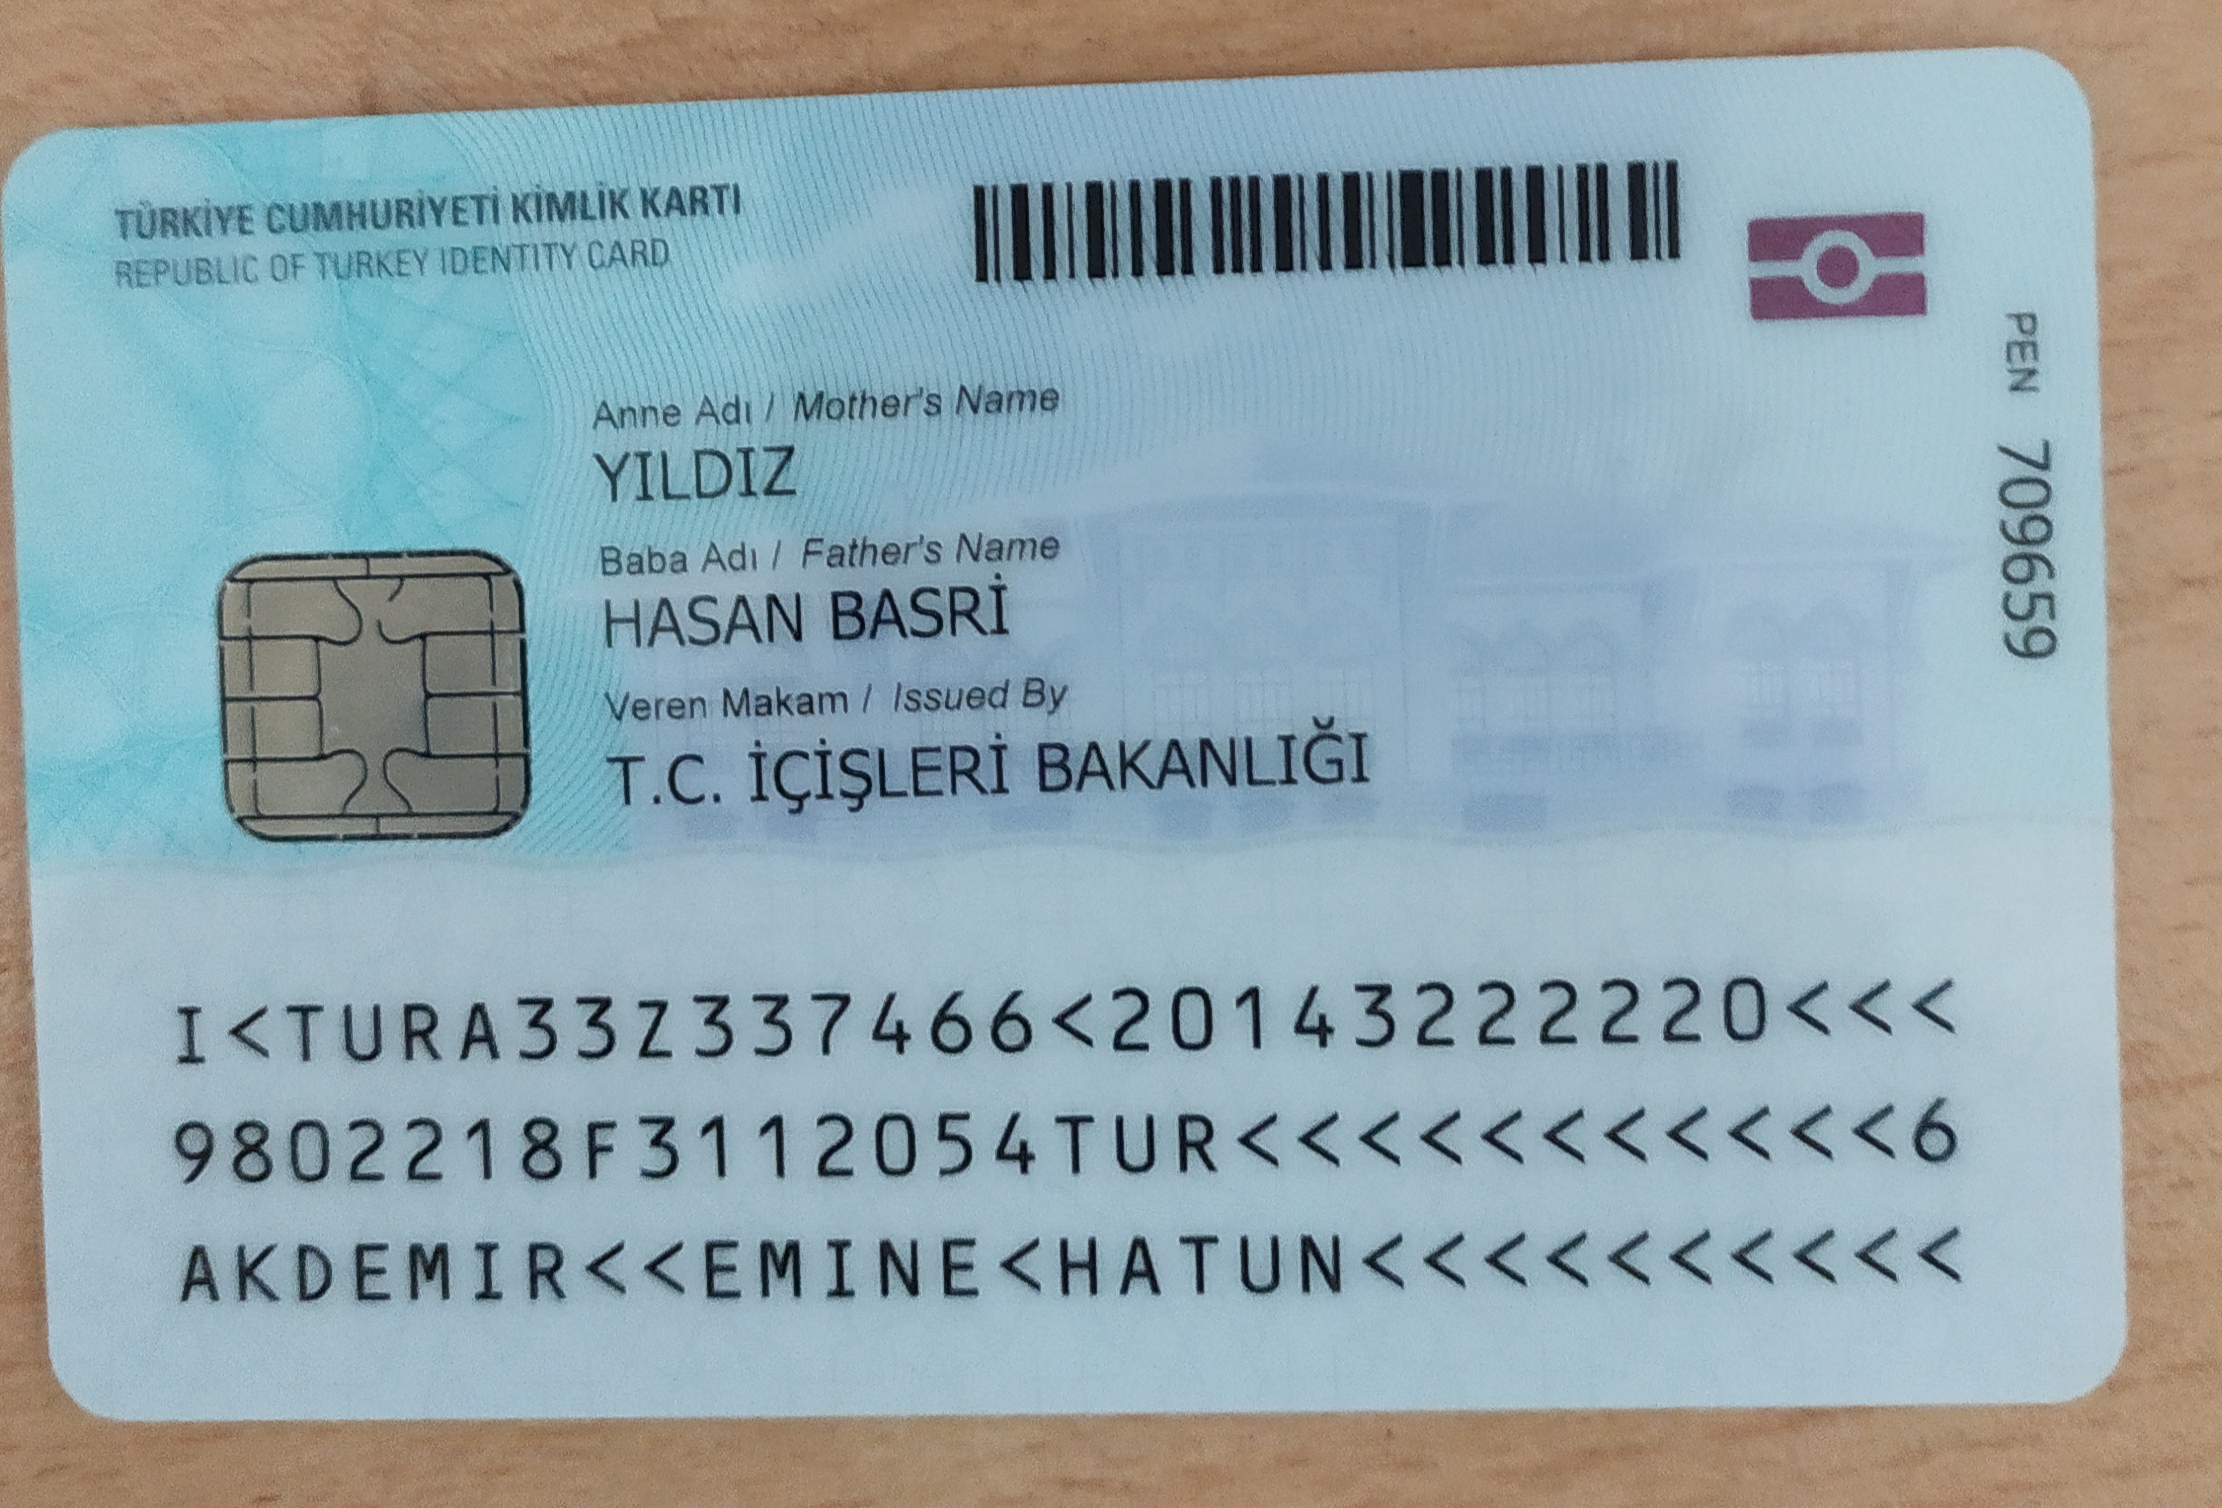 TÜRKİYE CUMHURİYETİ KİMLİK KARTI
REPUBLIC OF TURKEY IDENTITY CARD
Anne Adı / Mother's Name
YILDIZ
Baba Adı / Father's Name
HASAN BASRİ
Veren Makam / Issued By
T.C. İÇİŞLERİ BAKANLIĞI
PEN 709659
I<TURA33Z337466<20143222220<<<
9802218F3112054TUR<<<<<<<<<<<6
AKDEMIR<<EMINE<HATUN<<<<<<<<<<